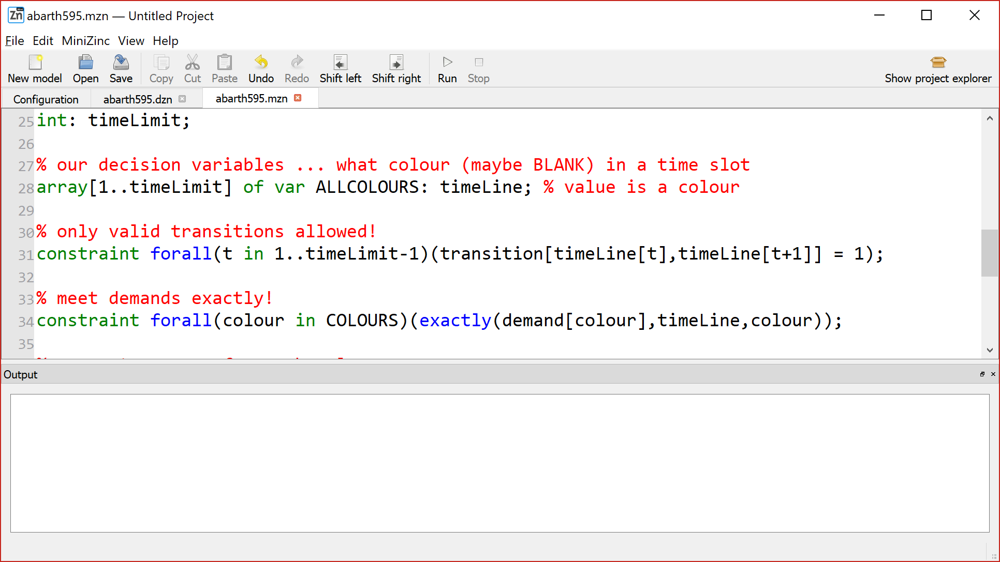 Zn Mini abarth595.mzn — Untitled Project
File Edit MiniZinc View Help
New model Open Save Copy Cut Paste Undo Redo Shift left Shift right Run Stop Show project explorer
Configuration abarth595.dzn abarth595.mzn
25 int: timeLimit;
26
27 % our decision variables ... what colour (maybe BLANK) in a time slot
28 array[1..timeLimit] of var ALLCOLOURS: timeLine; % value is a colour
29
30 % only valid transitions allowed!
31 constraint forall(t in 1..timeLimit-1)(transition[timeLine[t],timeLine[t+1]] = 1);
32
33 % meet demands exactly!
34 constraint forall(colour in COLOURS)(exactly(demand[colour],timeLine,colour));
35
Output